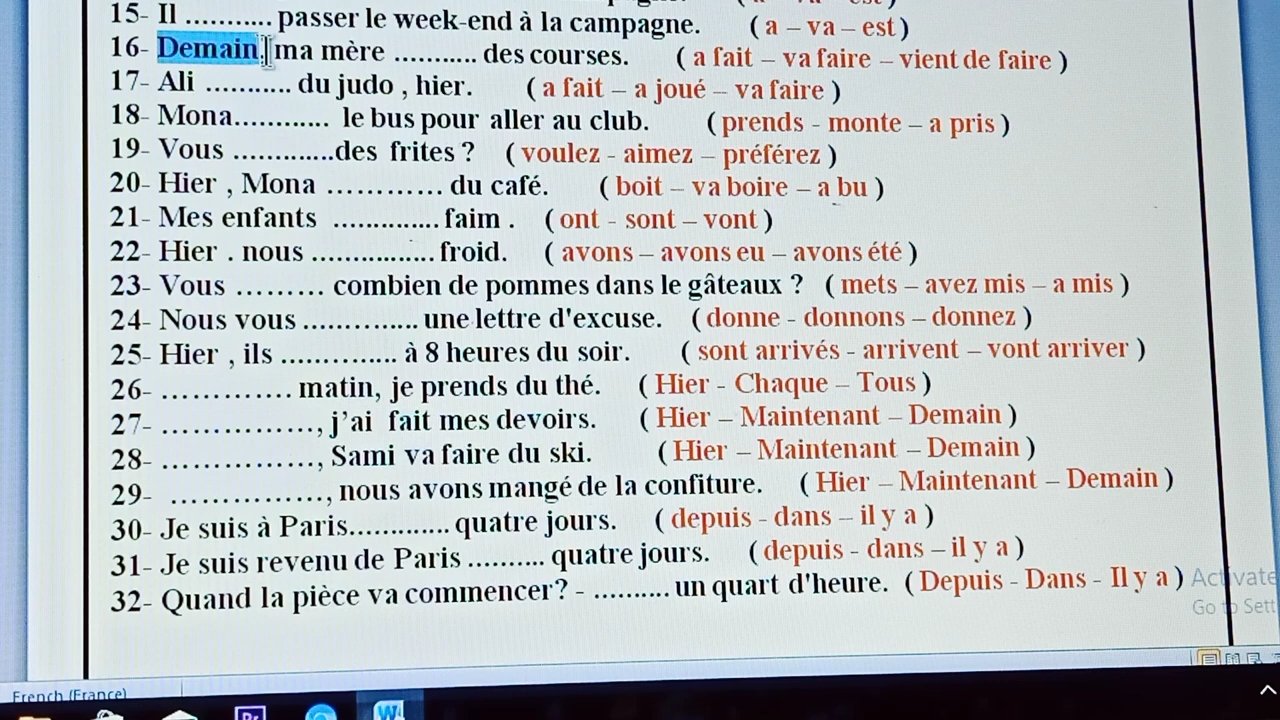 15- Il ........... passer le week-end à la campagne. ( a – va – est )
16- Demain, ma mère ........... des courses. ( a fait – va faire – vient de faire )
17- Ali ........... du judo , hier. ( a fait – a joué – va faire )
18- Mona............ le bus pour aller au club. ( prends - monte – a pris )
19- Vous .............des frites ? ( voulez - aimez – préférez )
20- Hier , Mona ............ du café. ( boit – va boire – a bu )
21- Mes enfants .............. faim . ( ont - sont – vont )
22- Hier . nous ................ froid. ( avons – avons eu – avons été )
23- Vous ......... combien de pommes dans le gâteaux ? ( mets – avez mis – a mis )
24- Nous vous ............. une lettre d'excuse. ( donne - donnons – donnez )
25- Hier , ils ............. à 8 heures du soir. ( sont arrivés - arrivent – vont arriver )
26- ............. matin, je prends du thé. ( Hier - Chaque – Tous )
27- ..............., j’ai fait mes devoirs. ( Hier – Maintenant – Demain )
28- ..............., Sami va faire du ski. ( Hier – Maintenant – Demain )
29- ..............., nous avons mangé de la confiture. ( Hier – Maintenant – Demain )
30- Je suis à Paris............ quatre jours. ( depuis - dans – il y a )
31- Je suis revenu de Paris .......... quatre jours. ( depuis - dans – il y a )
32- Quand la pièce va commencer? - .......... un quart d'heure. ( Depuis - Dans - Il y a )
Activate
Go to Sett
French (France)
Pr
W